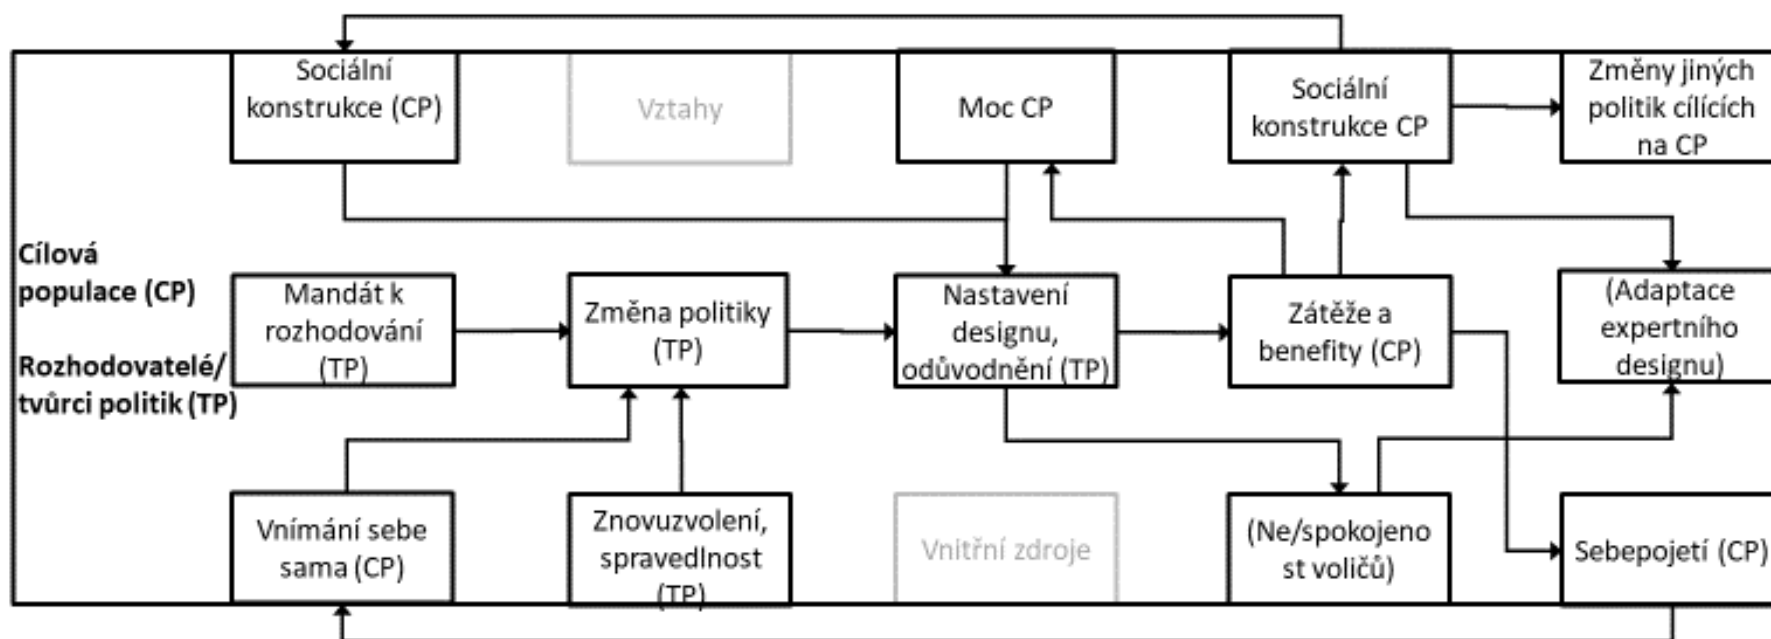 Sociální
konstrukce (CP)
Vztahy
Moc CP
Sociální
konstrukce CP
Změny jiných
politik cílících
na CP
Cílová
populace (CP)
Rozhodovatelé/
tvůrci politik (TP)
Mandát k
rozhodování
(TP)
Změna politiky
(TP)
Nastavení
designu,
odůvodnění (TP)
Zátěže a
benefity (CP)
(Adaptace
expertního
designu)
Vnímání sebe
sama (CP)
Znovuzvolení,
spravedlnost
(TP)
Vnitřní zdroje
(Ne/spokojeno
st voličů)
Sebepojetí (CP)